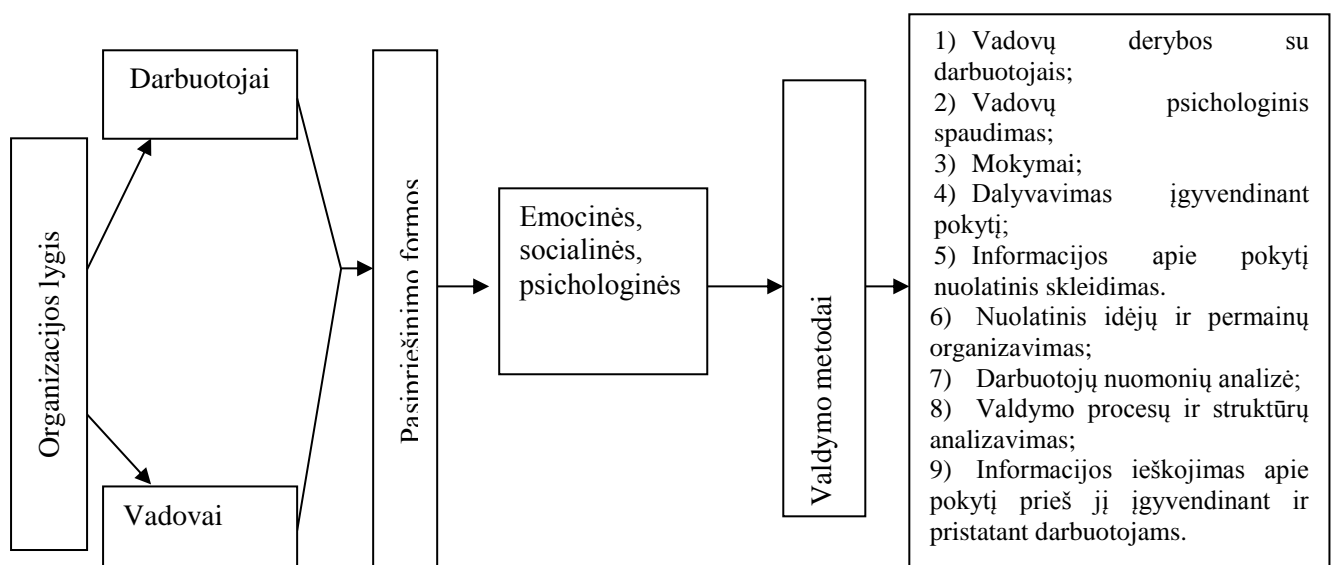 Organizacijos lygis
Darbuotojai
Vadovai
Pasipriešinimo formos
Emocinės,
socialinės,
psichologinės
Valdymo metodai
1) Vadovų derybos su
darbuotojais;
2) Vadovų psichologinis
spaudimas;
3) Mokymai;
4) Dalyvavimas įgyvendinant
pokytį;
5) Informacijos apie pokytį
nuolatinis skleidimas.
6) Nuolatinis idėjų ir permainų
organizavimas;
7) Darbuotojų nuomonių analizė;
8) Valdymo procesų ir struktūrų
analizavimas;
9) Informacijos ieškojimas apie
pokytį prieš jį įgyvendinant ir
pristatant darbuotojams.